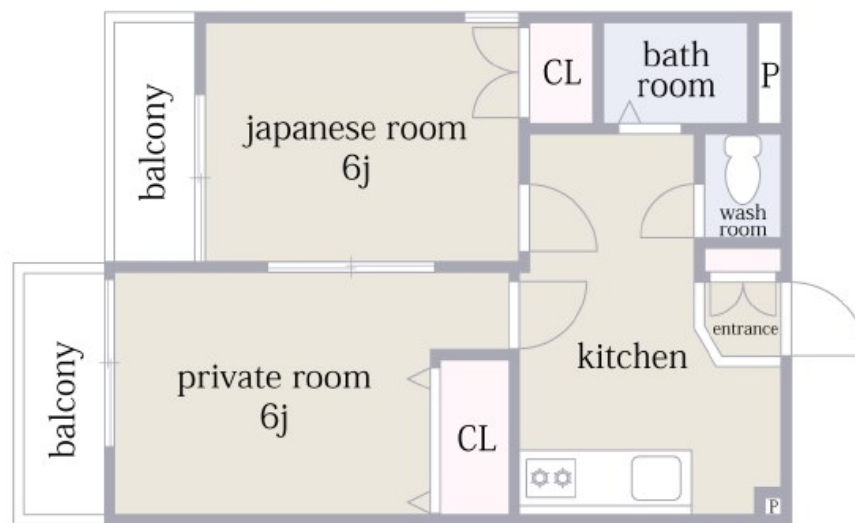 balcony
japanese room
6j
CL
bath
room
P
wash
room
entrance
kitchen
balcony
private room
6j
CL
P